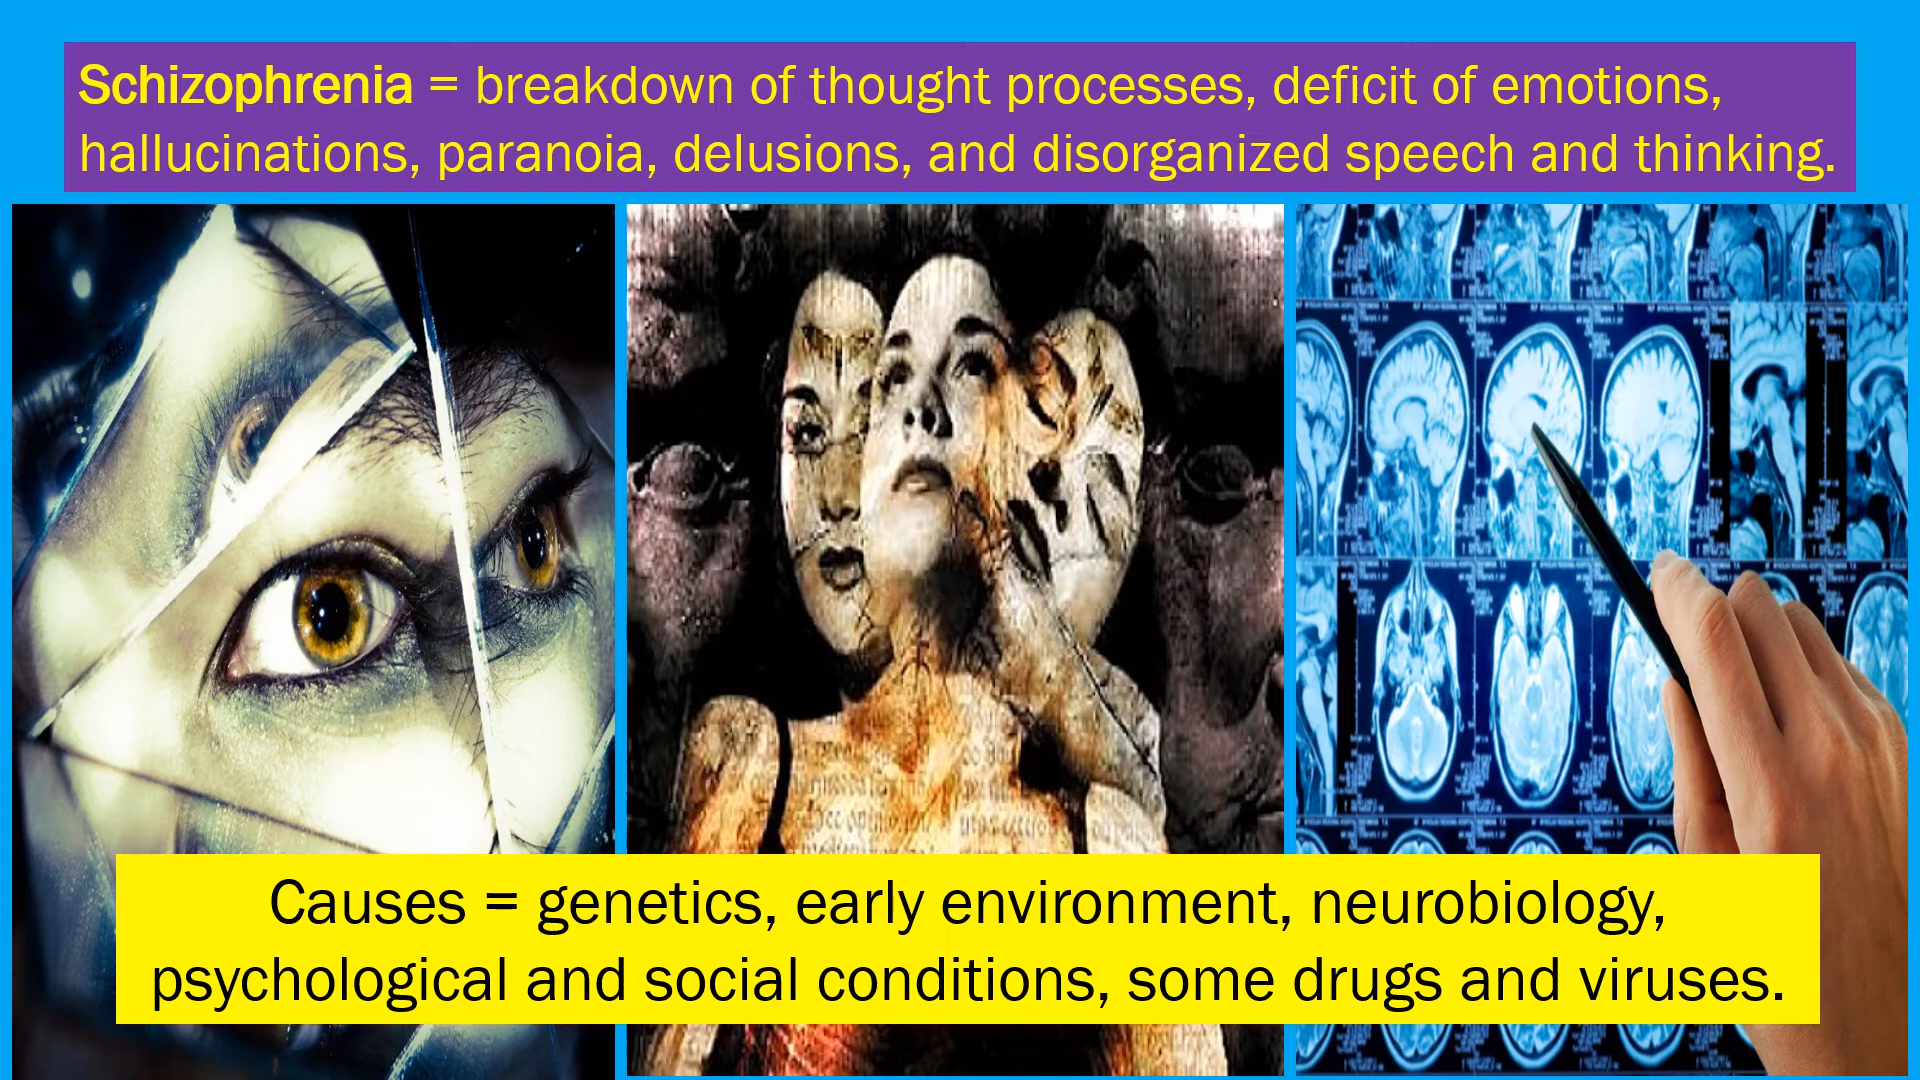 Schizophrenia = breakdown of thought processes, deficit of emotions,
hallucinations, paranoia, delusions, and disorganized speech and thinking.
Causes = genetics, early environment, neurobiology,
psychological and social conditions, some drugs and viruses.